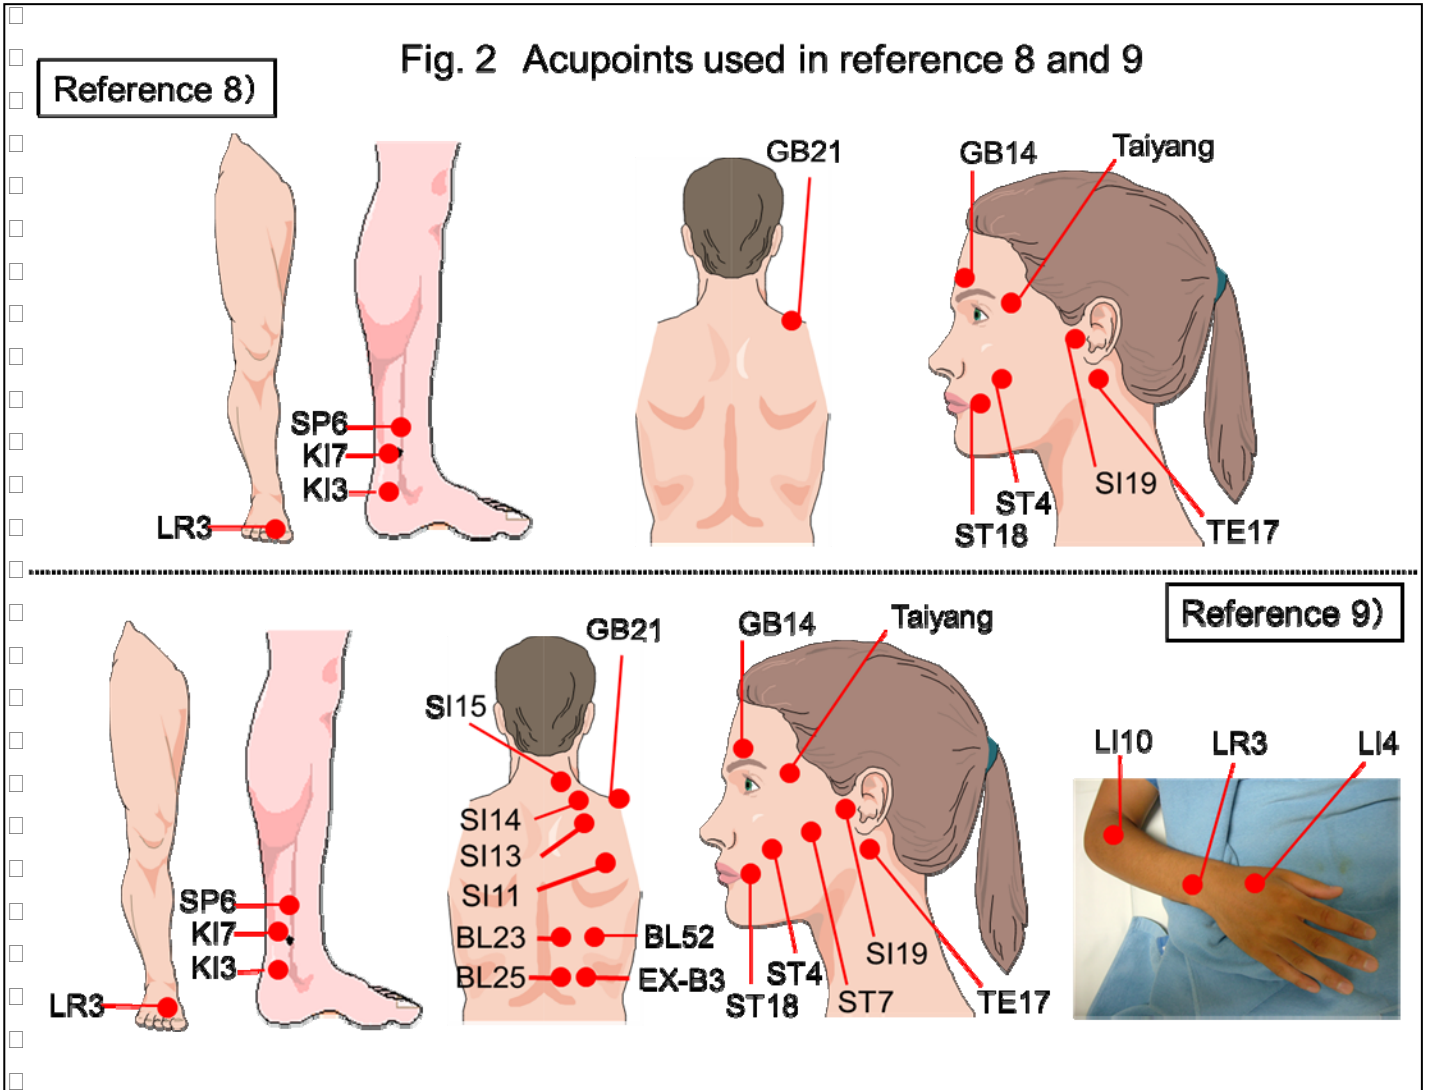 Fig. 2 Acupoints used in reference 8 and 9
Reference 8)
GB21
GB14
Taiyang
SP6
KI7
KI3
LR3
SI19
ST4
ST18
TE17
Reference 9)
GB21
GB14
Taiyang
SI15
LI10
LR3
LI4
SI14
SI13
SI11
SP6
KI7
KI3
LR3
BL23
BL52
BL25
EX-B3
SI19
ST4
ST18
ST7
TE17